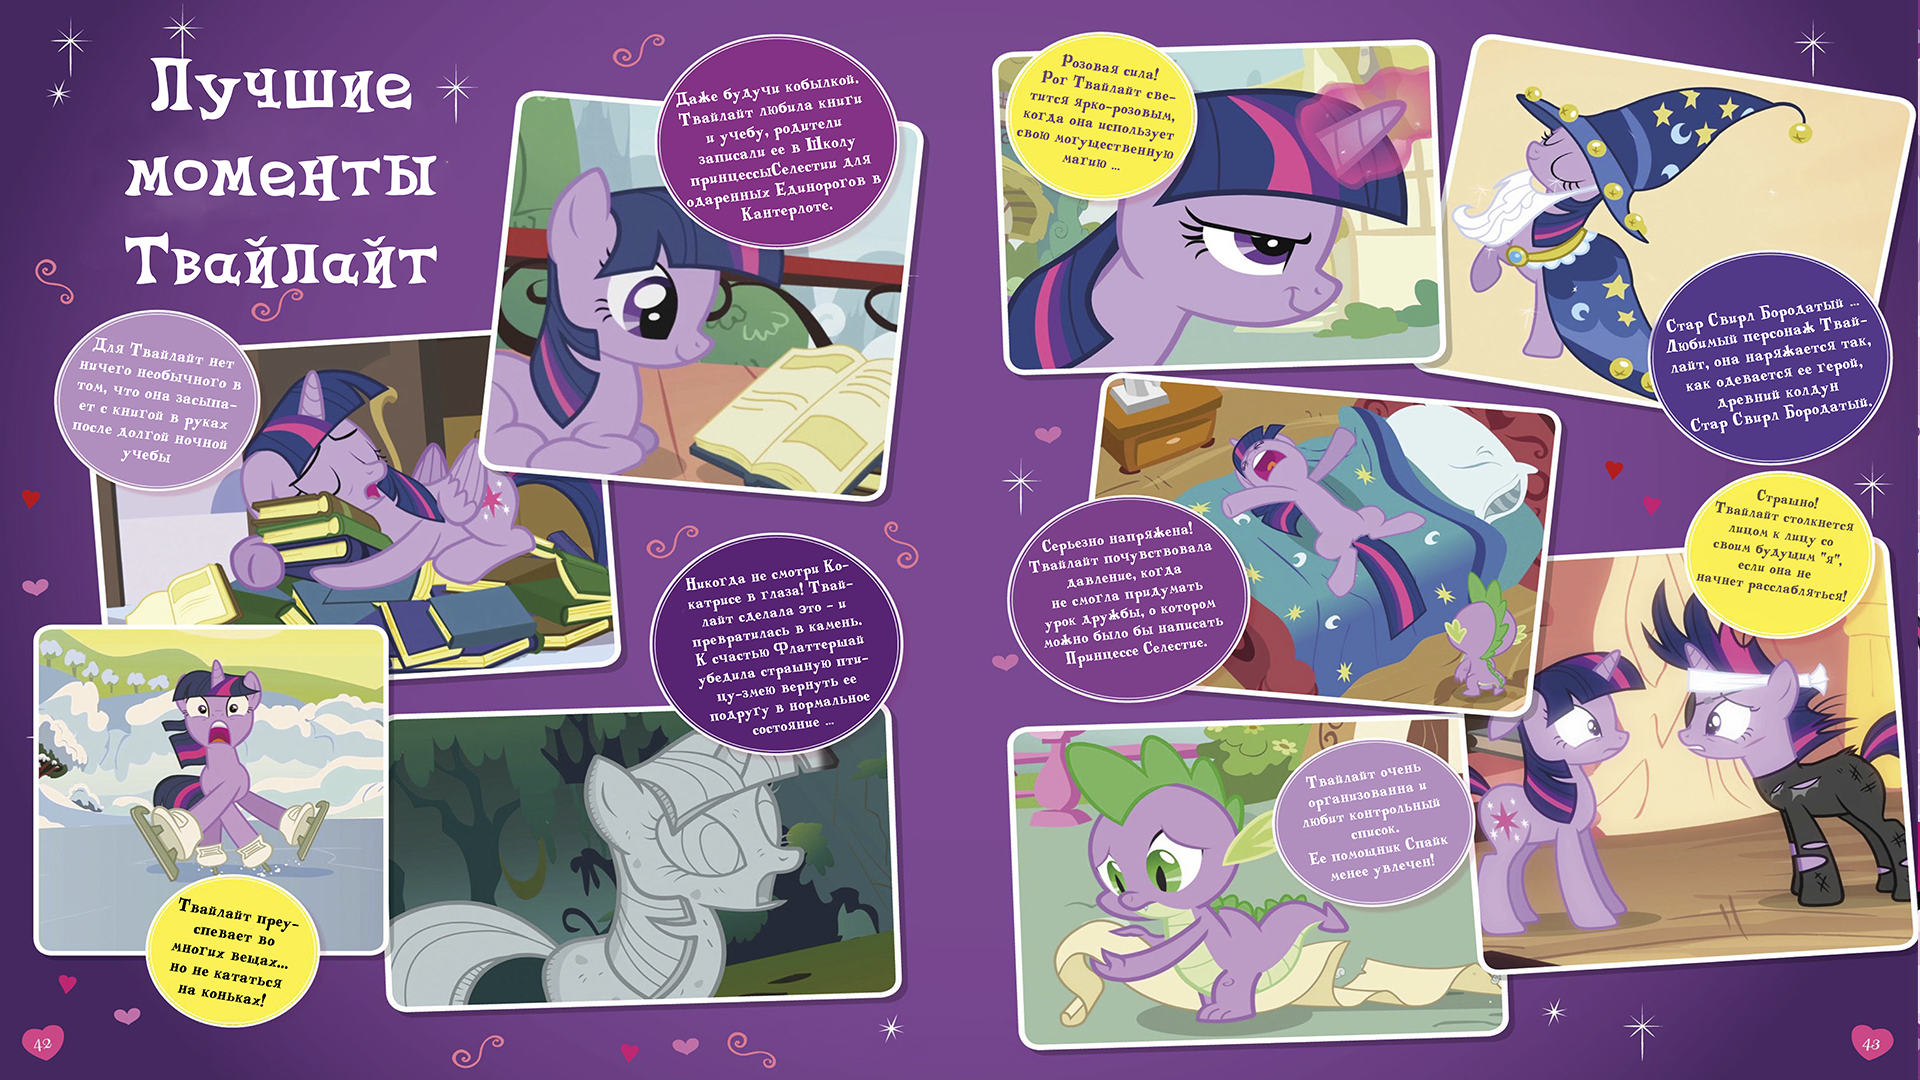 Лучшие
моменты
Твайлайт
Даже будучи кобылкой.
Твайлайт любила книги
и учебу, родители
записали ее в Школу
принцессыСелестии для
одаренных Единорогов в
Кантерлоте.
Для Твайлайт нет
ничего необычного в
том, что она засыпа-
ет с книгой в руках
после долгой ночной
учебы
Никогда не смотри Ко-
катрисе в глаза! Твай-
лайт сделала это - и
превратилась в камень.
К счастью Флаттершай
убедила страшную пти-
цу-змею вернуть ее
подругу в нормальное
состояние ...
Твайлайт преу-
спевает во
многих вещах...
но не кататься
на коньках!
42
Розовая сила!
Рог Твайлайт све-
тится ярко-розовым,
когда она использует
свою могущественную
магию ...
Стар Свирл Бородатый ...
Любимый персонаж Твай-
лайт, она наряжается так,
как одевается ее герой,
древний колдун
Стар Свирл Бородатый.
Серьезно напряжена!
Твайлайт почувствовала
давление, когда
не смогла придумать
урок дружбы, о котором
можно было бы написать
Принцессе Селестие.
Страшно!
Твайлайт столкнется
лицом к лицу со
своим будущим "я",
если она не
начнет расслабляться!
Твайлайт очень
организованна и
любит контрольный
список.
Ее помощник Спайк
менее увлечен!
43